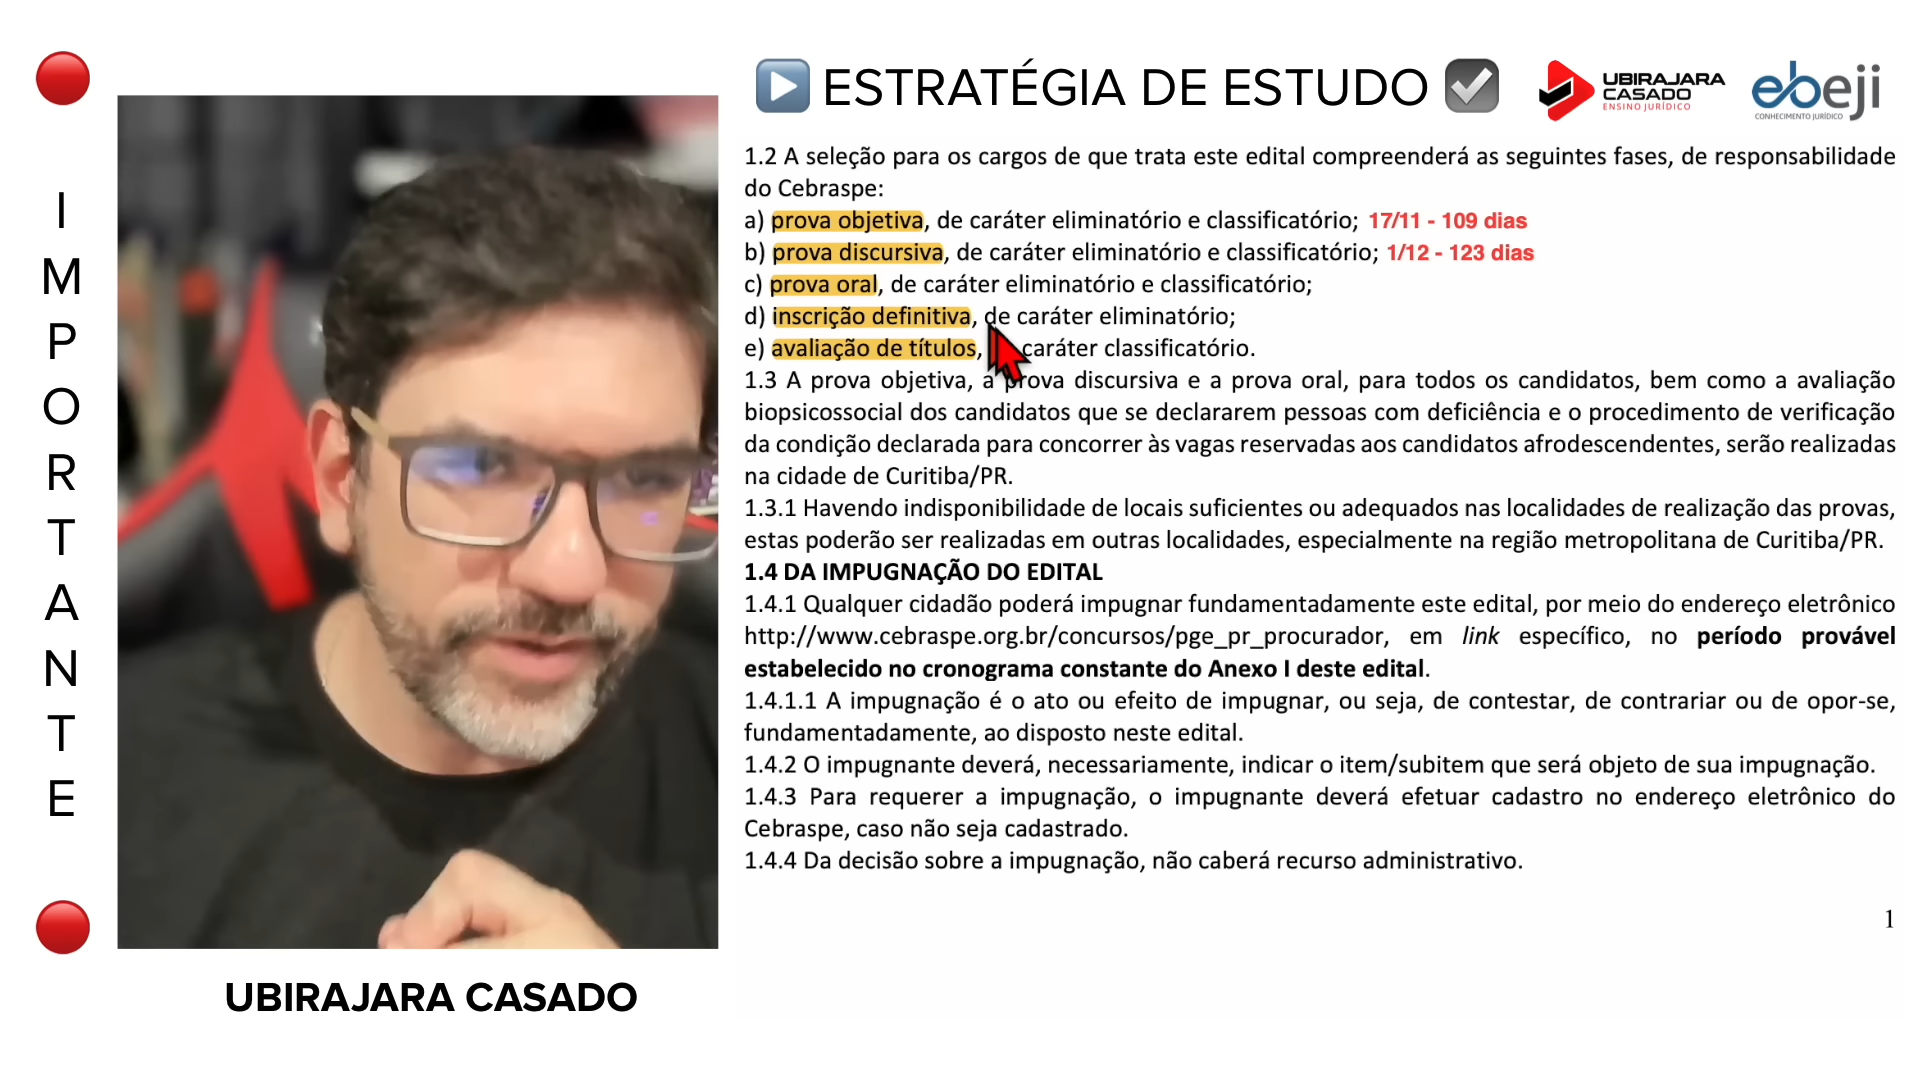 ESTRATÉGIA DE ESTUDO
UBIRAJARA
CASADO
ENSINO JURÍDICO
ebeji
CONHECIMENTO JURÍDICO
I
M
P
O
R
T
A
N
T
E
1.2 A seleção para os cargos de que trata este edital compreenderá as seguintes fases, de responsabilidade
do Cebraspe:
a) prova objetiva, de caráter eliminatório e classificatório; 17/11 - 109 dias
b) prova discursiva, de caráter eliminatório e classificatório; 1/12 - 123 dias
c) prova oral, de caráter eliminatório e classificatório;
d) inscrição definitiva, de caráter eliminatório;
e) avaliação de títulos, caráter classificatório.
1.3 A prova objetiva, a prova discursiva e a prova oral, para todos os candidatos, bem como a avaliação
biopsicossocial dos candidatos que se declararem pessoas com deficiência e o procedimento de verificação
da condição declarada para concorrer às vagas reservadas aos candidatos afrodescendentes, serão realizadas
na cidade de Curitiba/PR.
1.3.1 Havendo indisponibilidade de locais suficientes ou adequados nas localidades de realização das provas,
estas poderão ser realizadas em outras localidades, especialmente na região metropolitana de Curitiba/PR.
1.4 DA IMPUGNAÇÃO DO EDITAL
1.4.1 Qualquer cidadão poderá impugnar fundamentadamente este edital, por meio do endereço eletrônico
http://www.cebraspe.org.br/concursos/pge_pr_procurador, em link específico, no período provável
estabelecido no cronograma constante do Anexo I deste edital.
1.4.1.1 A impugnação é o ato ou efeito de impugnar, ou seja, de contestar, de contrariar ou de opor-se,
fundamentadamente, ao disposto neste edital.
1.4.2 O impugnante deverá, necessariamente, indicar o item/subitem que será objeto de sua impugnação.
1.4.3 Para requerer a impugnação, o impugnante deverá efetuar cadastro no endereço eletrônico do
Cebraspe, caso não seja cadastrado.
1.4.4 Da decisão sobre a impugnação, não caberá recurso administrativo.
1
UBIRAJARA CASADO